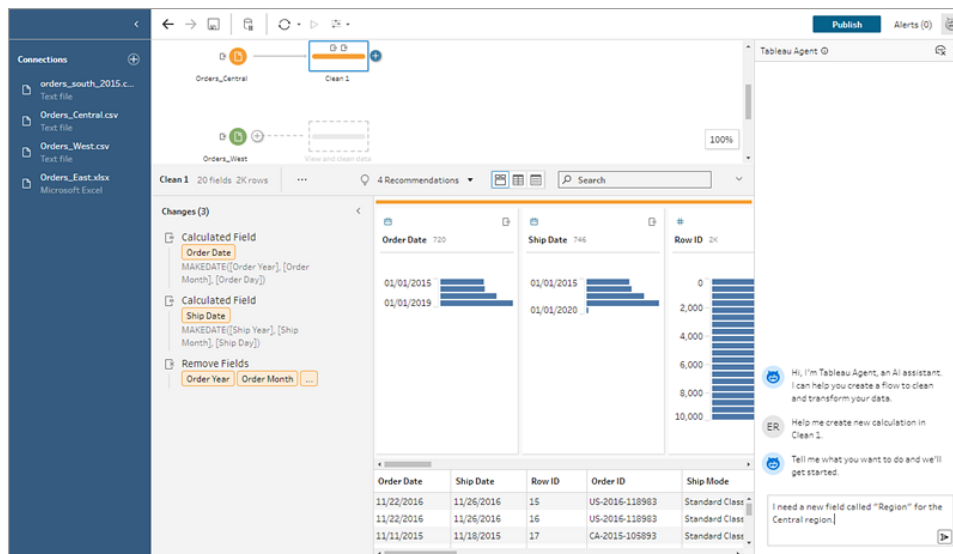 Publish
Alerts (0)
Connections
orders_south_2015.c...
Text file
Orders_Central.csv
Text file
Orders_West.csv
Text file
Orders_East.xlsx
Microsoft Excel
Orders_Central
Clean 1
Orders_West
View and clean data
100%
Clean 1 20 fields 2K rows
4 Recommendations
Search
Changes (3)
Calculated Field
Order Date
MAKEDATE([Order Year], [Order
Month], [Order Day])
Calculated Field
Ship Date
MAKEDATE([Ship Year], [Ship
Month], [Ship Day])
Remove Fields
Order Year Order Month ...
Order Date 720
01/01/2015
01/01/2019
Ship Date 746
01/01/2015
01/01/2020
Row ID 2K
0
2,000
4,000
6,000
8,000
10,000
Order Date Ship Date Row ID Order ID Ship Mode
11/22/2016 11/26/2016 15 US-2016-118983 Standard Class
11/22/2016 11/26/2016 16 US-2016-118983 Standard Class
11/11/2015 11/18/2015 17 CA-2015-105893 Standard Class
Tableau Agent
Hi, I'm Tableau Agent, an AI assistant.
I can help you create a flow to clean
and transform your data.
ER
Help me create new calculation in
Clean 1.
Tell me what you want to do and we'll
get started.
I need a new field called "Region" for the
Central region.